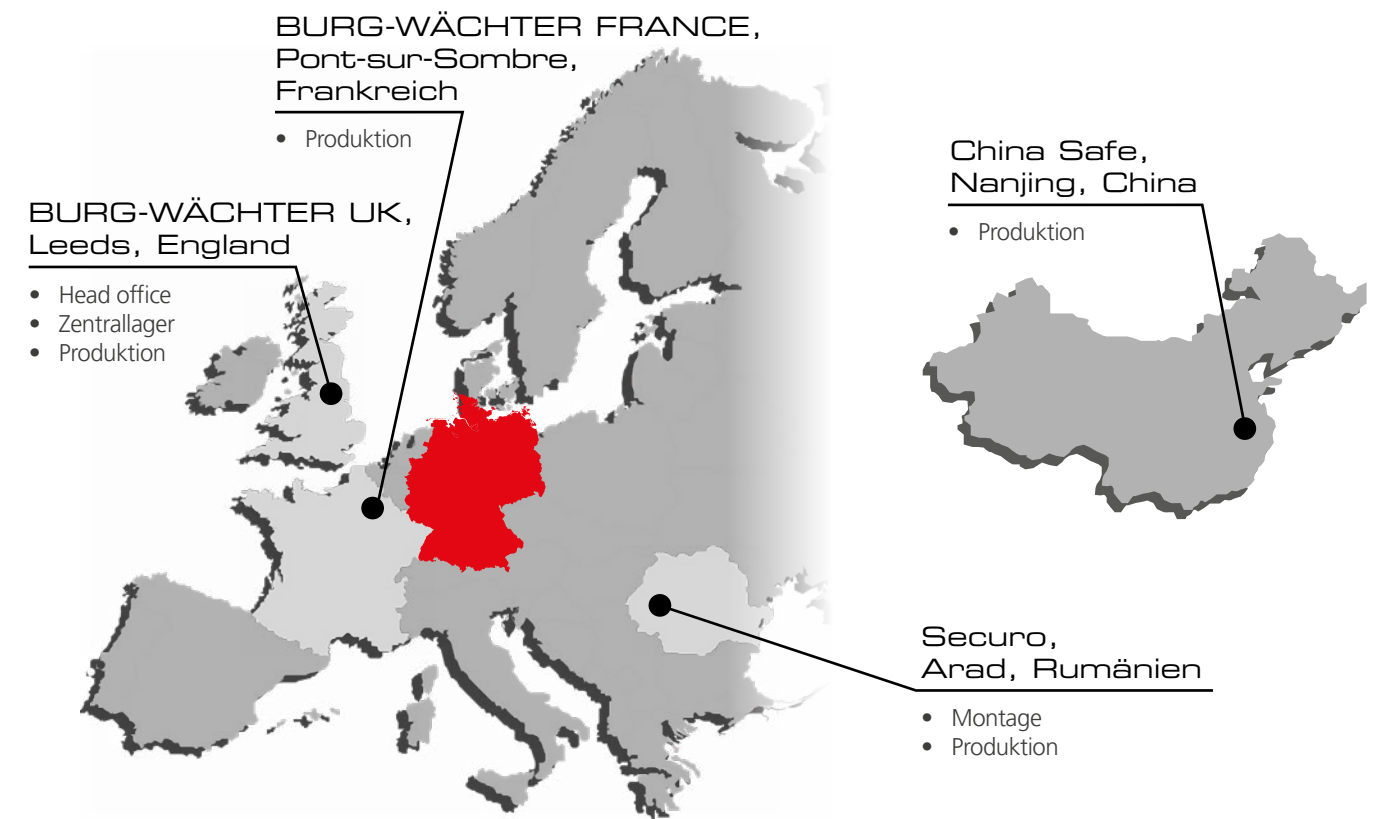 BURG-WÄCHTER FRANCE,
Pont-sur-Sombre,
Frankreich
• Produktion
BURG-WÄCHTER UK,
Leeds, England
• Head office
• Zentrallager
• Produktion
China Safe,
Nanjing, China
• Produktion
Securo,
Arad, Rumänien
• Montage
• Produktion